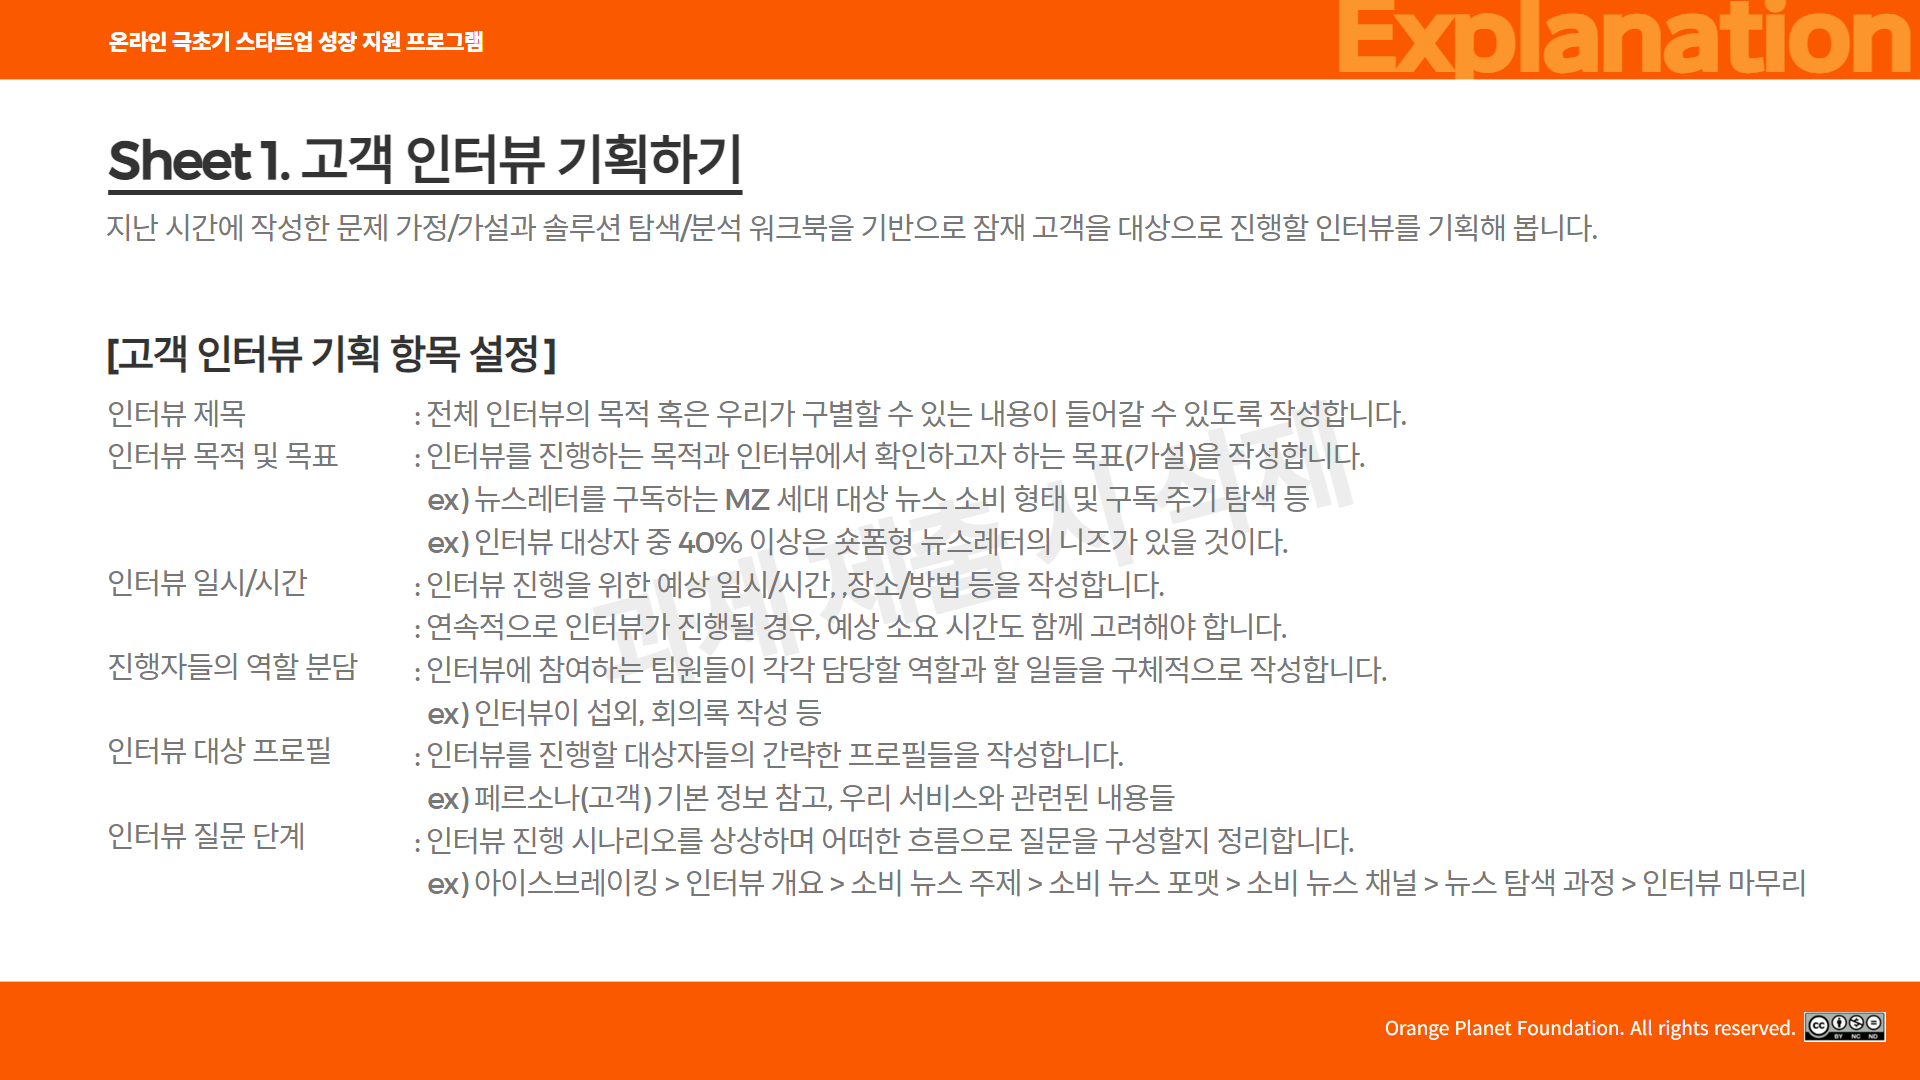 온라인 극초기 스타트업 성장 지원 프로그램
Explanation
Sheet 1. 고객 인터뷰 기획하기
지난 시간에 작성한 문제 가정/가설과 솔루션 탐색/분석 워크북을 기반으로 잠재 고객을 대상으로 진행할 인터뷰를 기획해 봅니다.
[고객 인터뷰 기획 항목 설정]
인터뷰 제목 : 전체 인터뷰의 목적 혹은 우리가 구별할 수 있는 내용이 들어갈 수 있도록 작성합니다.
인터뷰 목적 및 목표 : 인터뷰를 진행하는 목적과 인터뷰에서 확인하고자 하는 목표(가설)을 작성합니다.
ex) 뉴스레터를 구독하는 MZ 세대 대상 뉴스 소비 형태 및 구독 주기 탐색 등
ex) 인터뷰 대상자 중 40% 이상은 숏폼형 뉴스레터의 니즈가 있을 것이다.
인터뷰 일시/시간 : 인터뷰 진행을 위한 예상 일시/시간, ,장소/방법 등을 작성합니다.
: 연속적으로 인터뷰가 진행될 경우, 예상 소요 시간도 함께 고려해야 합니다.
진행자들의 역할 분담 : 인터뷰에 참여하는 팀원들이 각각 담당할 역할과 할 일들을 구체적으로 작성합니다.
ex) 인터뷰이 섭외, 회의록 작성 등
인터뷰 대상 프로필 : 인터뷰를 진행할 대상자들의 간략한 프로필들을 작성합니다.
ex) 페르소나(고객) 기본 정보 참고, 우리 서비스와 관련된 내용들
인터뷰 질문 단계 : 인터뷰 진행 시나리오를 상상하며 어떠한 흐름으로 질문을 구성할지 정리합니다.
ex) 아이스브레이킹 > 인터뷰 개요 > 소비 뉴스 주제 > 소비 뉴스 포맷 > 소비 뉴스 채널 > 뉴스 탐색 과정 > 인터뷰 마무리
과제 제출 시 삭제
Orange Planet Foundation. All rights reserved.
CC BY NC ND